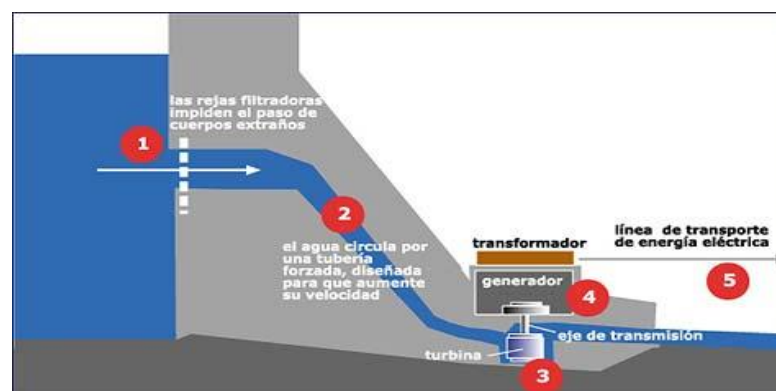 las rejas filtradoras
impiden el paso de
cuerpos extraños
1
2
el agua circula por
una tubería
forzada, diseñada
para que aumente
su velocidad
transformador
generador
4
línea de transporte
de energía eléctrica
5
eje de transmisión
turbina
3